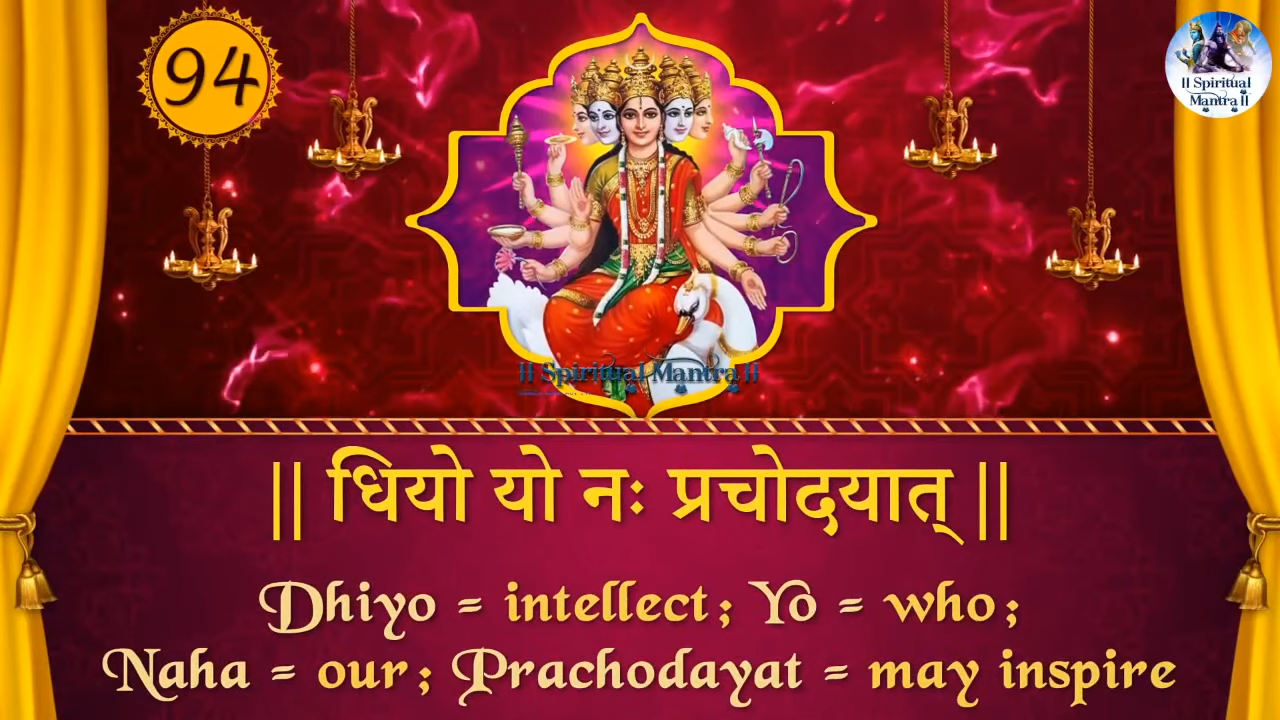 94
|| Spiritual
Mantra ||
|| Spiritual Mantra ||
|| धियो यो नः प्रचोदयात् ||
Dhiyo = intellect; Yo = who;
Naha = our; Prachodayat = may inspire